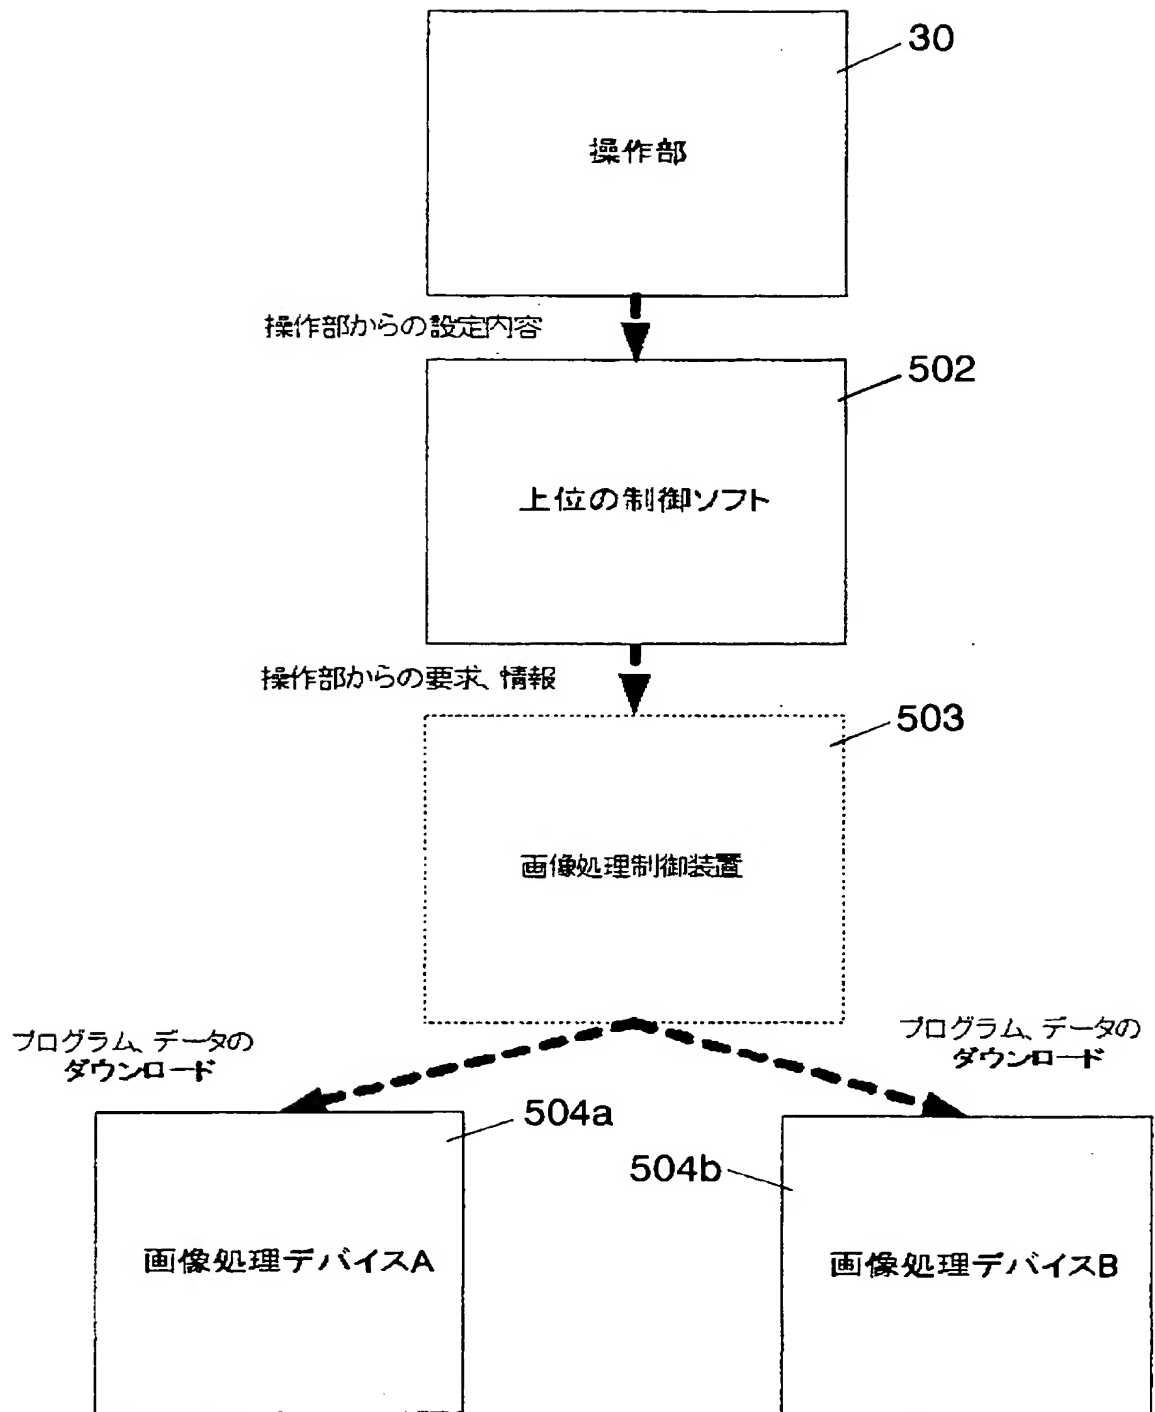 30
操作部
操作部からの設定内容
502
上位の制御ソフト
操作部からの要求、情報
503
画像処理制御装置
プログラム、データの
ダウンロード
プログラム、データの
ダウンロード
504a
504b
画像処理デバイスA
画像処理デバイスB